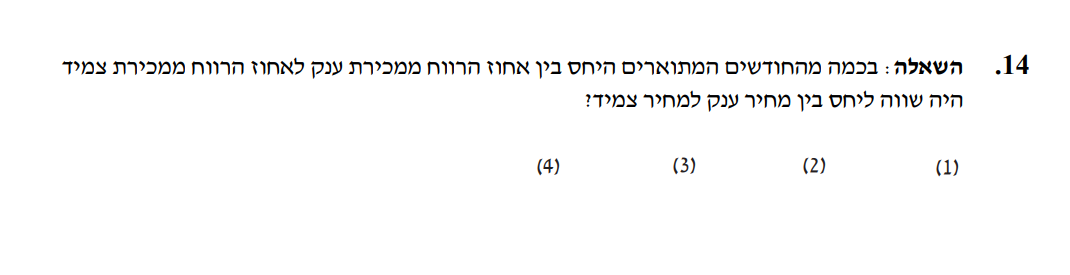 14. השאלה: בכמה מהחודשים המתוארים היחס בין אחוז הרווח ממכירת ענק לאחוז הרווח ממכירת צמיד
היה שווה ליחס בין מחיר ענק למחיר צמיד?
(1) (2) (3) (4)